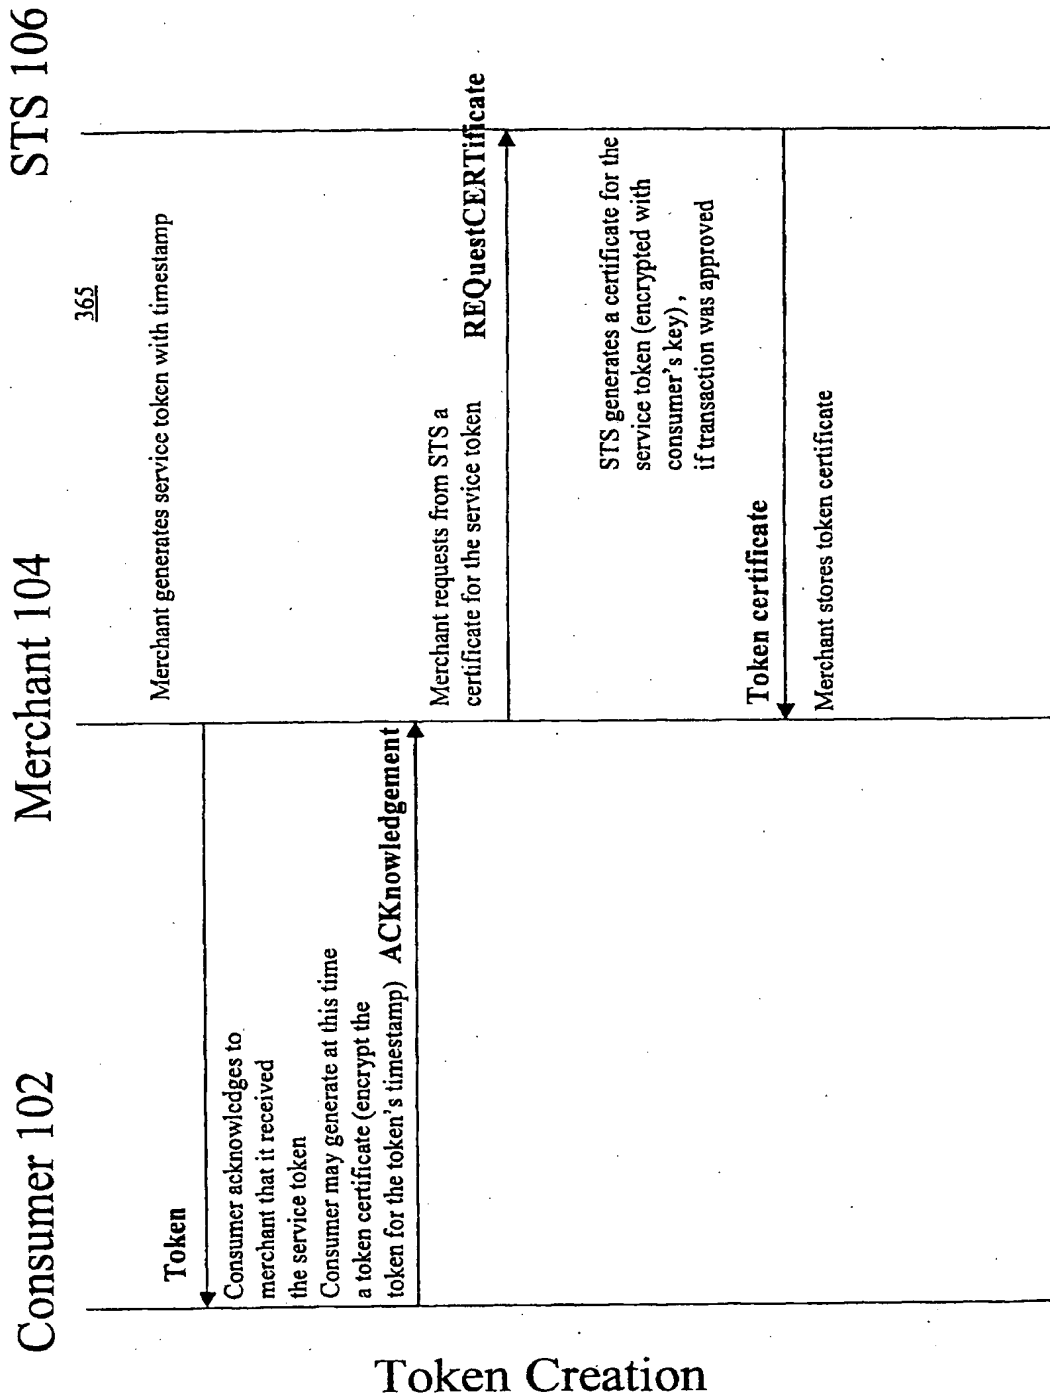 Consumer 102
Merchant 104
STS 106
365
Merchant generates service token with timestamp
Token
Consumer acknowledges to
merchant that it received
the service token
Consumer may generate at this time
a token certificate (encrypt the
token for the token's timestamp)
ACKnowledgement
Merchant requests from STS a
certificate for the service token
REQuestCERTificate
STS generates a certificate for the
service token (encrypted with
consumer's key),
if transaction was approved
Token certificate
Merchant stores token certificate
Token Creation